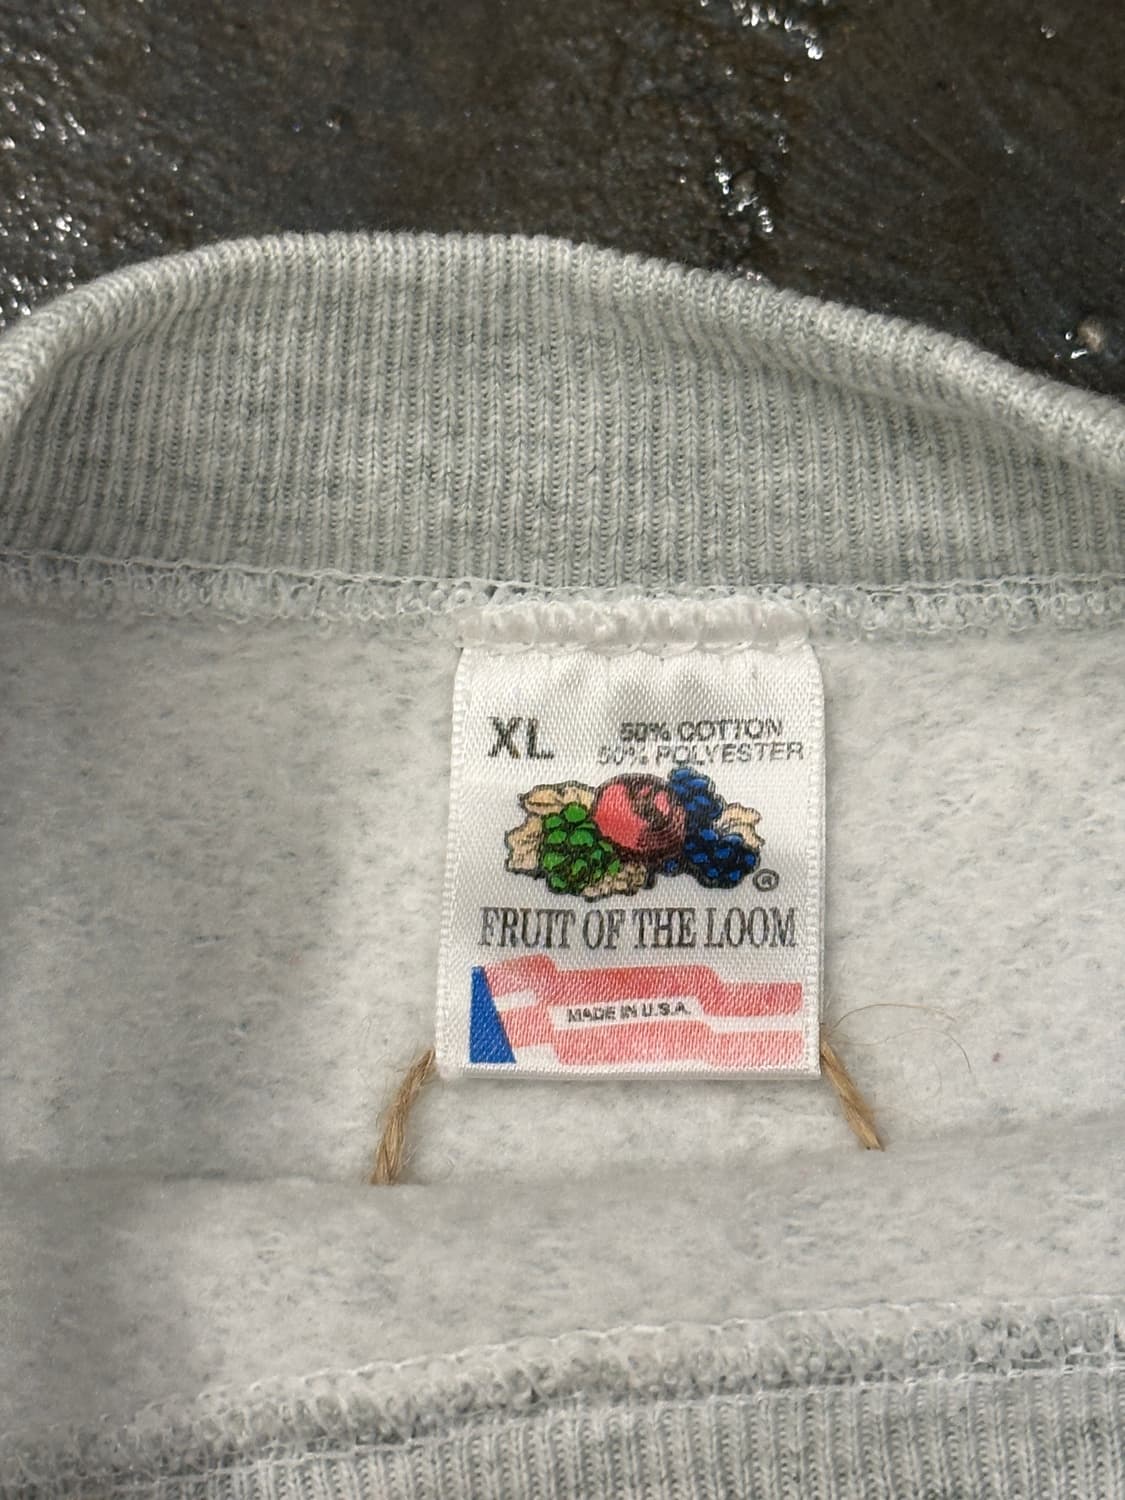 XL
50% COTTON
50% POLYESTER
®
FRUIT OF THE LOOM
MADE IN U.S.A.